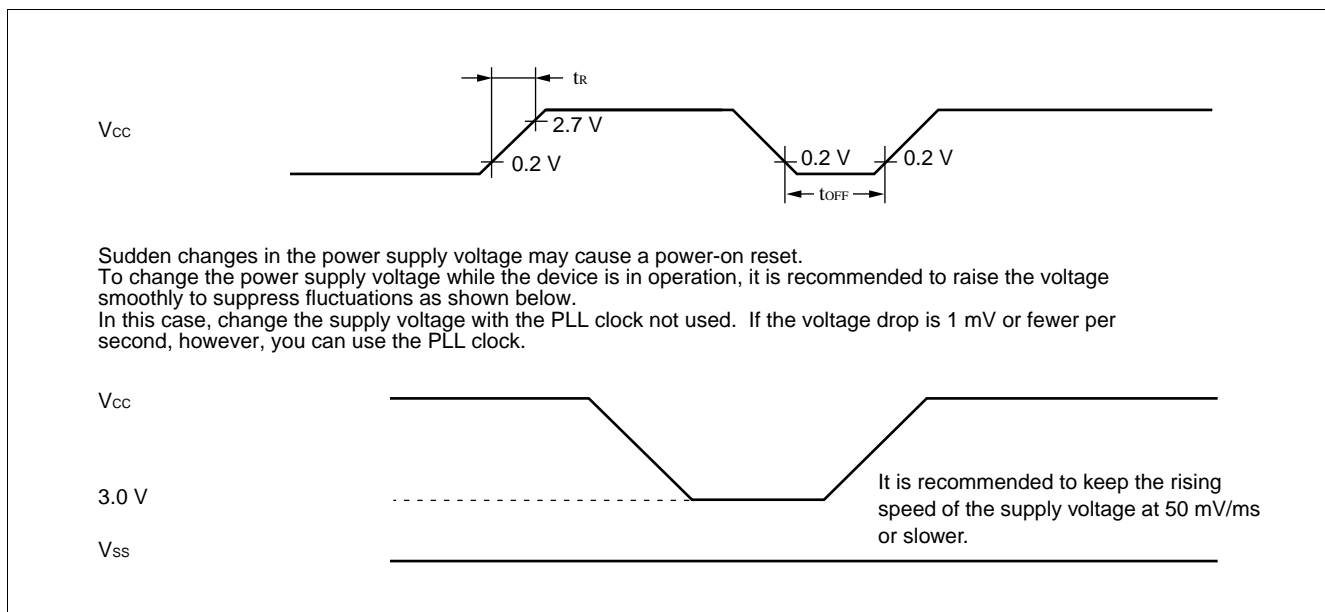 tR
VCC
2.7 V
0.2 V
0.2 V
0.2 V
tOFF
Sudden changes in the power supply voltage may cause a power-on reset.
To change the power supply voltage while the device is in operation, it is recommended to raise the voltage
smoothly to suppress fluctuations as shown below.
In this case, change the supply voltage with the PLL clock not used. If the voltage drop is 1 mV or fewer per
second, however, you can use the PLL clock.
VCC
3.0 V
It is recommended to keep the rising
speed of the supply voltage at 50 mV/ms
or slower.
VSS